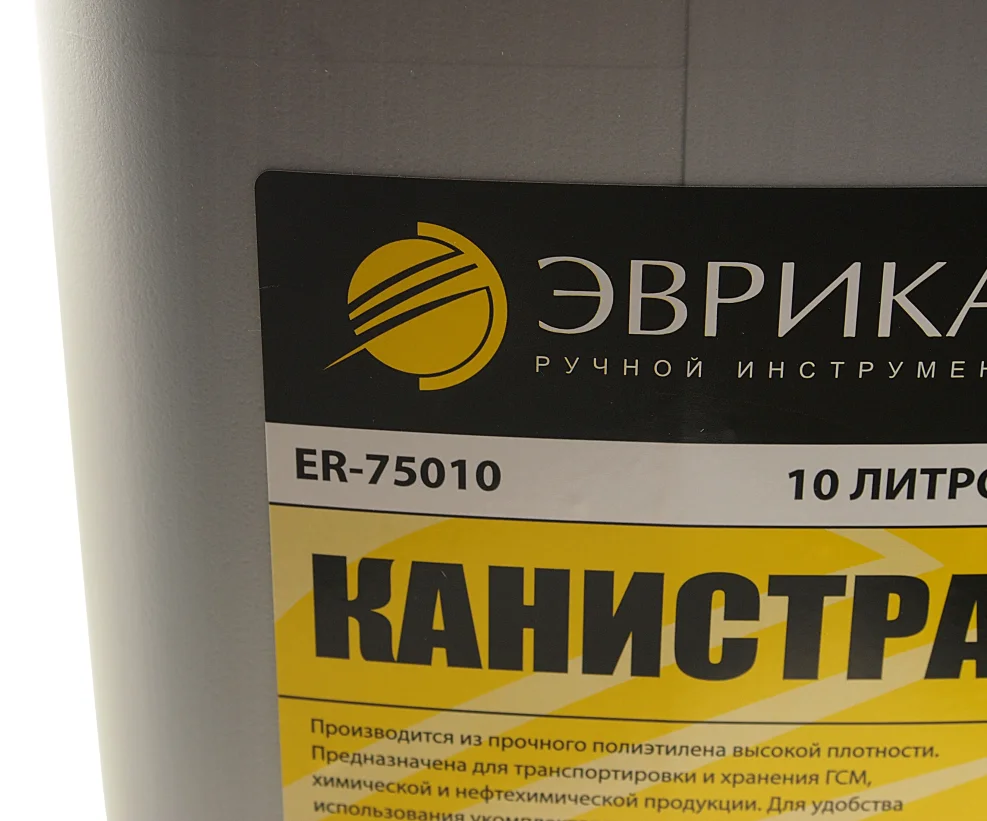 ЭВРИКА
РУЧНОЙ ИНСТРУМЕН
ER-75010
10 ЛИТРО
КАНИСТРА
Производится из прочного полиэтилена высокой плотности.
Предназначена для транспортировки и хранения ГСМ,
химической и нефтехимической продукции. Для удобства
использования